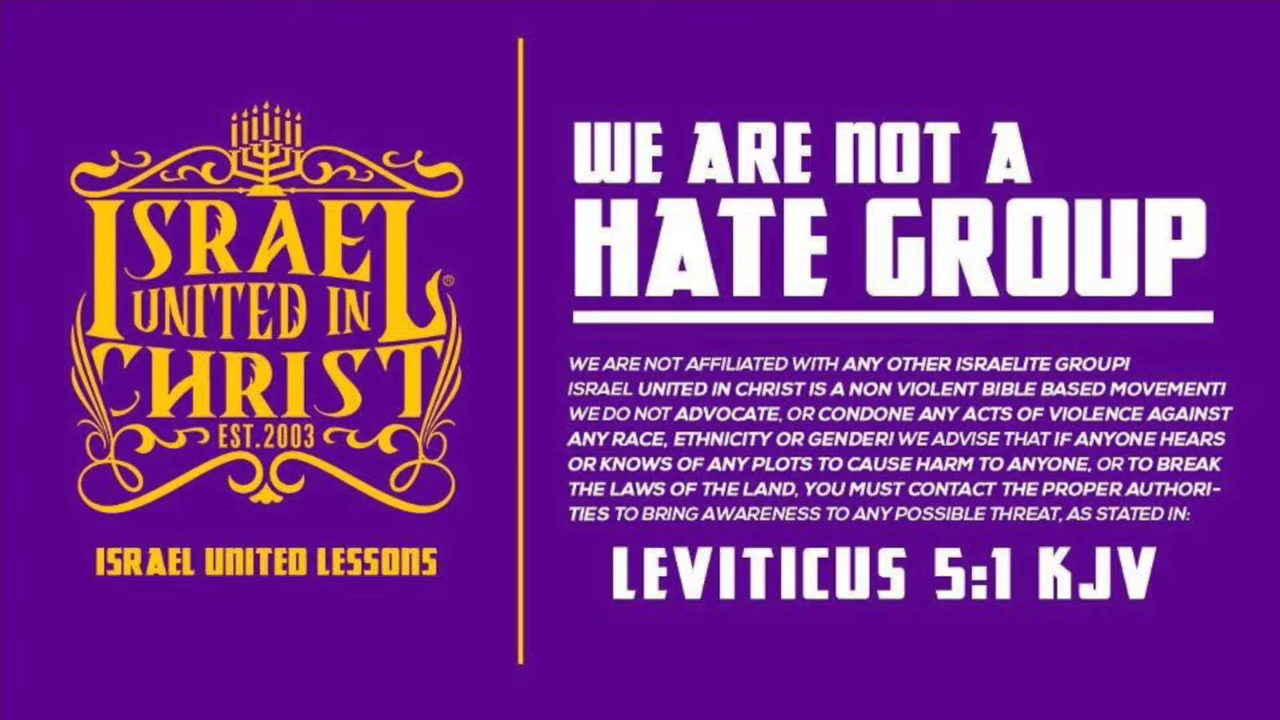 ISRAEL
UNITED IN
CHRIST
EST. 2003
ISRAEL UNITED LESSONS
WE ARE NOT A
HATE GROUP
WE ARE NOT AFFILIATED WITH ANY OTHER ISRAELITE GROUP!
ISRAEL UNITED IN CHRIST IS A NON VIOLENT BIBLE BASED MOVEMENT!
WE DO NOT ADVOCATE, OR CONDONE ANY ACTS OF VIOLENCE AGAINST
ANY RACE, ETHNICITY OR GENDER! WE ADVISE THAT IF ANYONE HEARS
OR KNOWS OF ANY PLOTS TO CAUSE HARM TO ANYONE, OR TO BREAK
THE LAWS OF THE LAND, YOU MUST CONTACT THE PROPER AUTHORI-
TIES TO BRING AWARENESS TO ANY POSSIBLE THREAT, AS STATED IN:
LEVITICUS 5:1 KJV